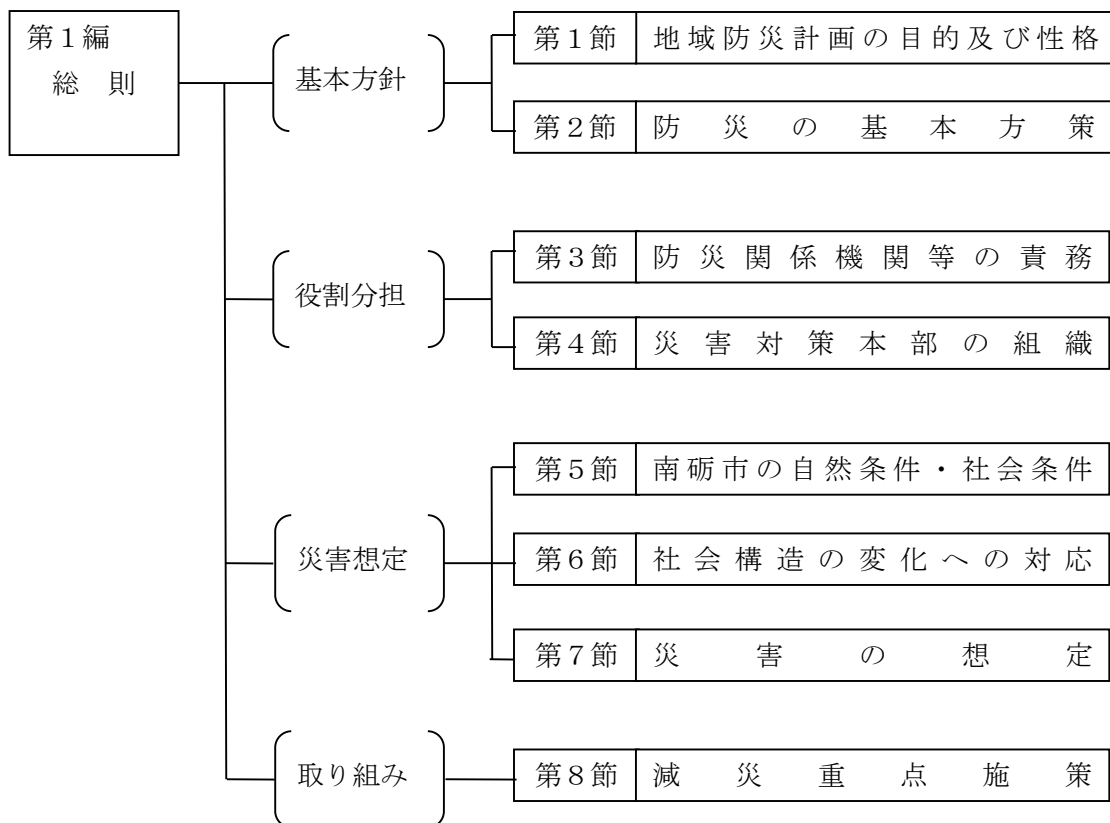 第１編
総則
基本方針
第１節 地域防災計画の目的及び性格
第２節 防災の基本方策
役割分担
第３節 防災関係機関等の責務
第４節 災害対策本部の組織
災害想定
第５節 南砺市の自然条件・社会条件
第６節 社会構造の変化への対応
第７節 災害の想定
取り組み
第８節 減災重点施策